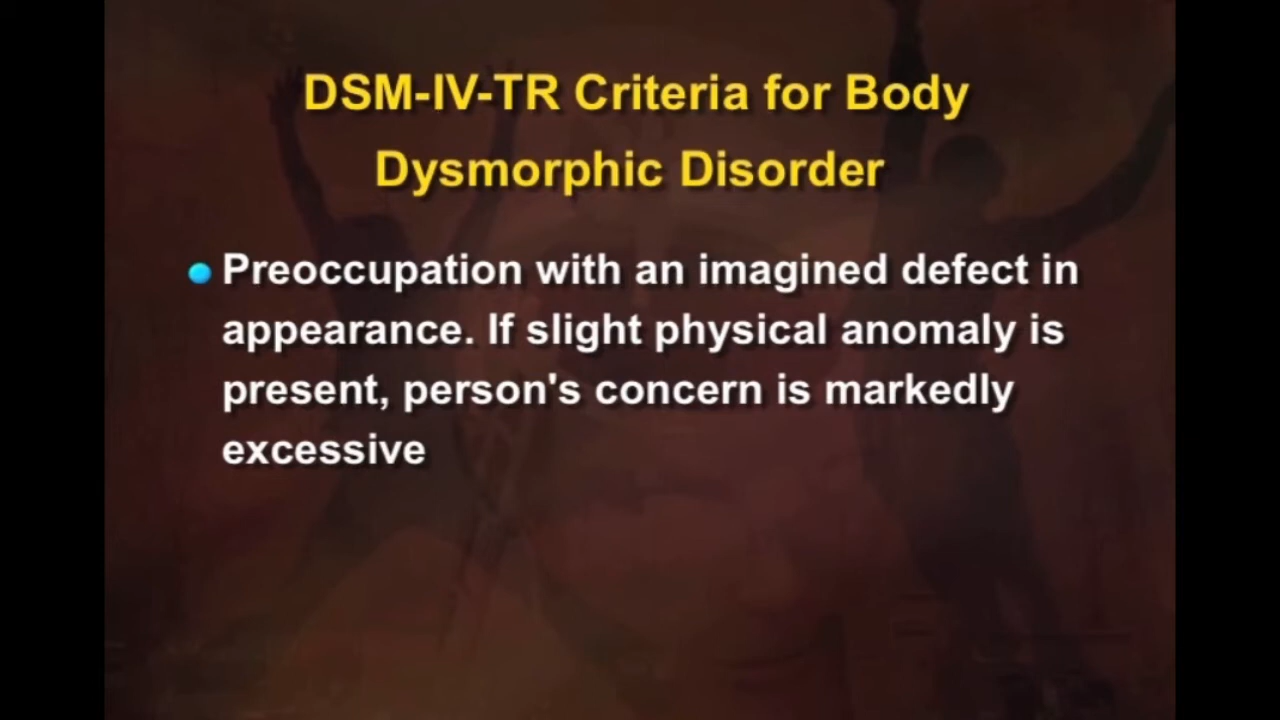 DSM-IV-TR Criteria for Body
Dysmorphic Disorder
Preoccupation with an imagined defect in
appearance. If slight physical anomaly is
present, person's concern is markedly
excessive